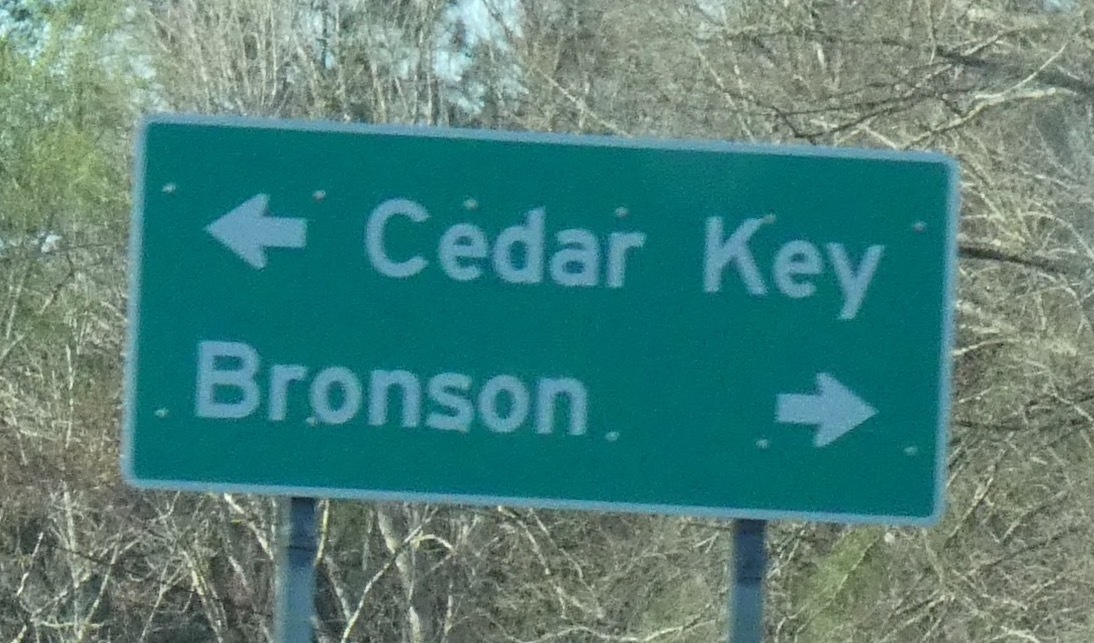 ← Cedar Key
Bronson →